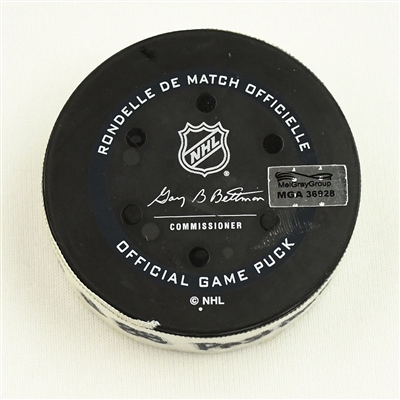 RONDELLE DE MATCH OFFICIELLE
NHL
®
Gary B Bettman
COMMISSIONER
MeiGrayGroup
MGA 36928
OFFICIAL GAME PUCK
© NHL